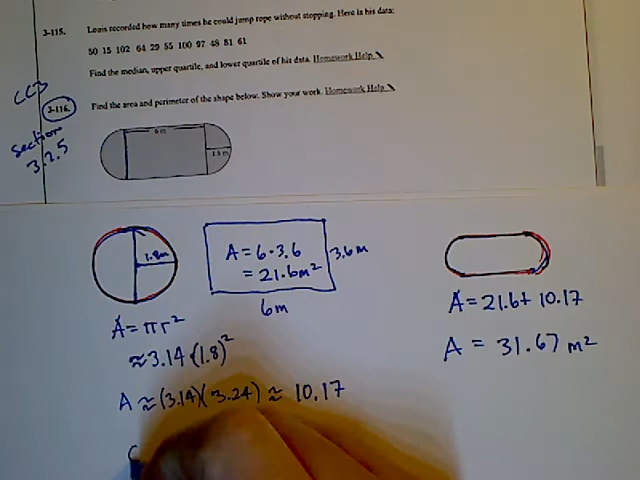 3-115. Louis recorded how many times he could jump rope without stopping. Here is his data:
50 15 102 64 29 55 100 97 48 81 61
Find the median, upper quartile, and lower quartile of his data. Homework Help
CC3
3-116. Find the area and perimeter of the shape below. Show your work. Homework Help
Section
3.2.5
6 m
1.8 m
1.8m
A = 6 · 3.6
= 21.6m²
3.6m
6m
A = πr²
≈ 3.14 · (1.8)²
A ≈ (3.14)(3.24) ≈ 10.17
C
A = 21.6 + 10.17
A = 31.67 m²